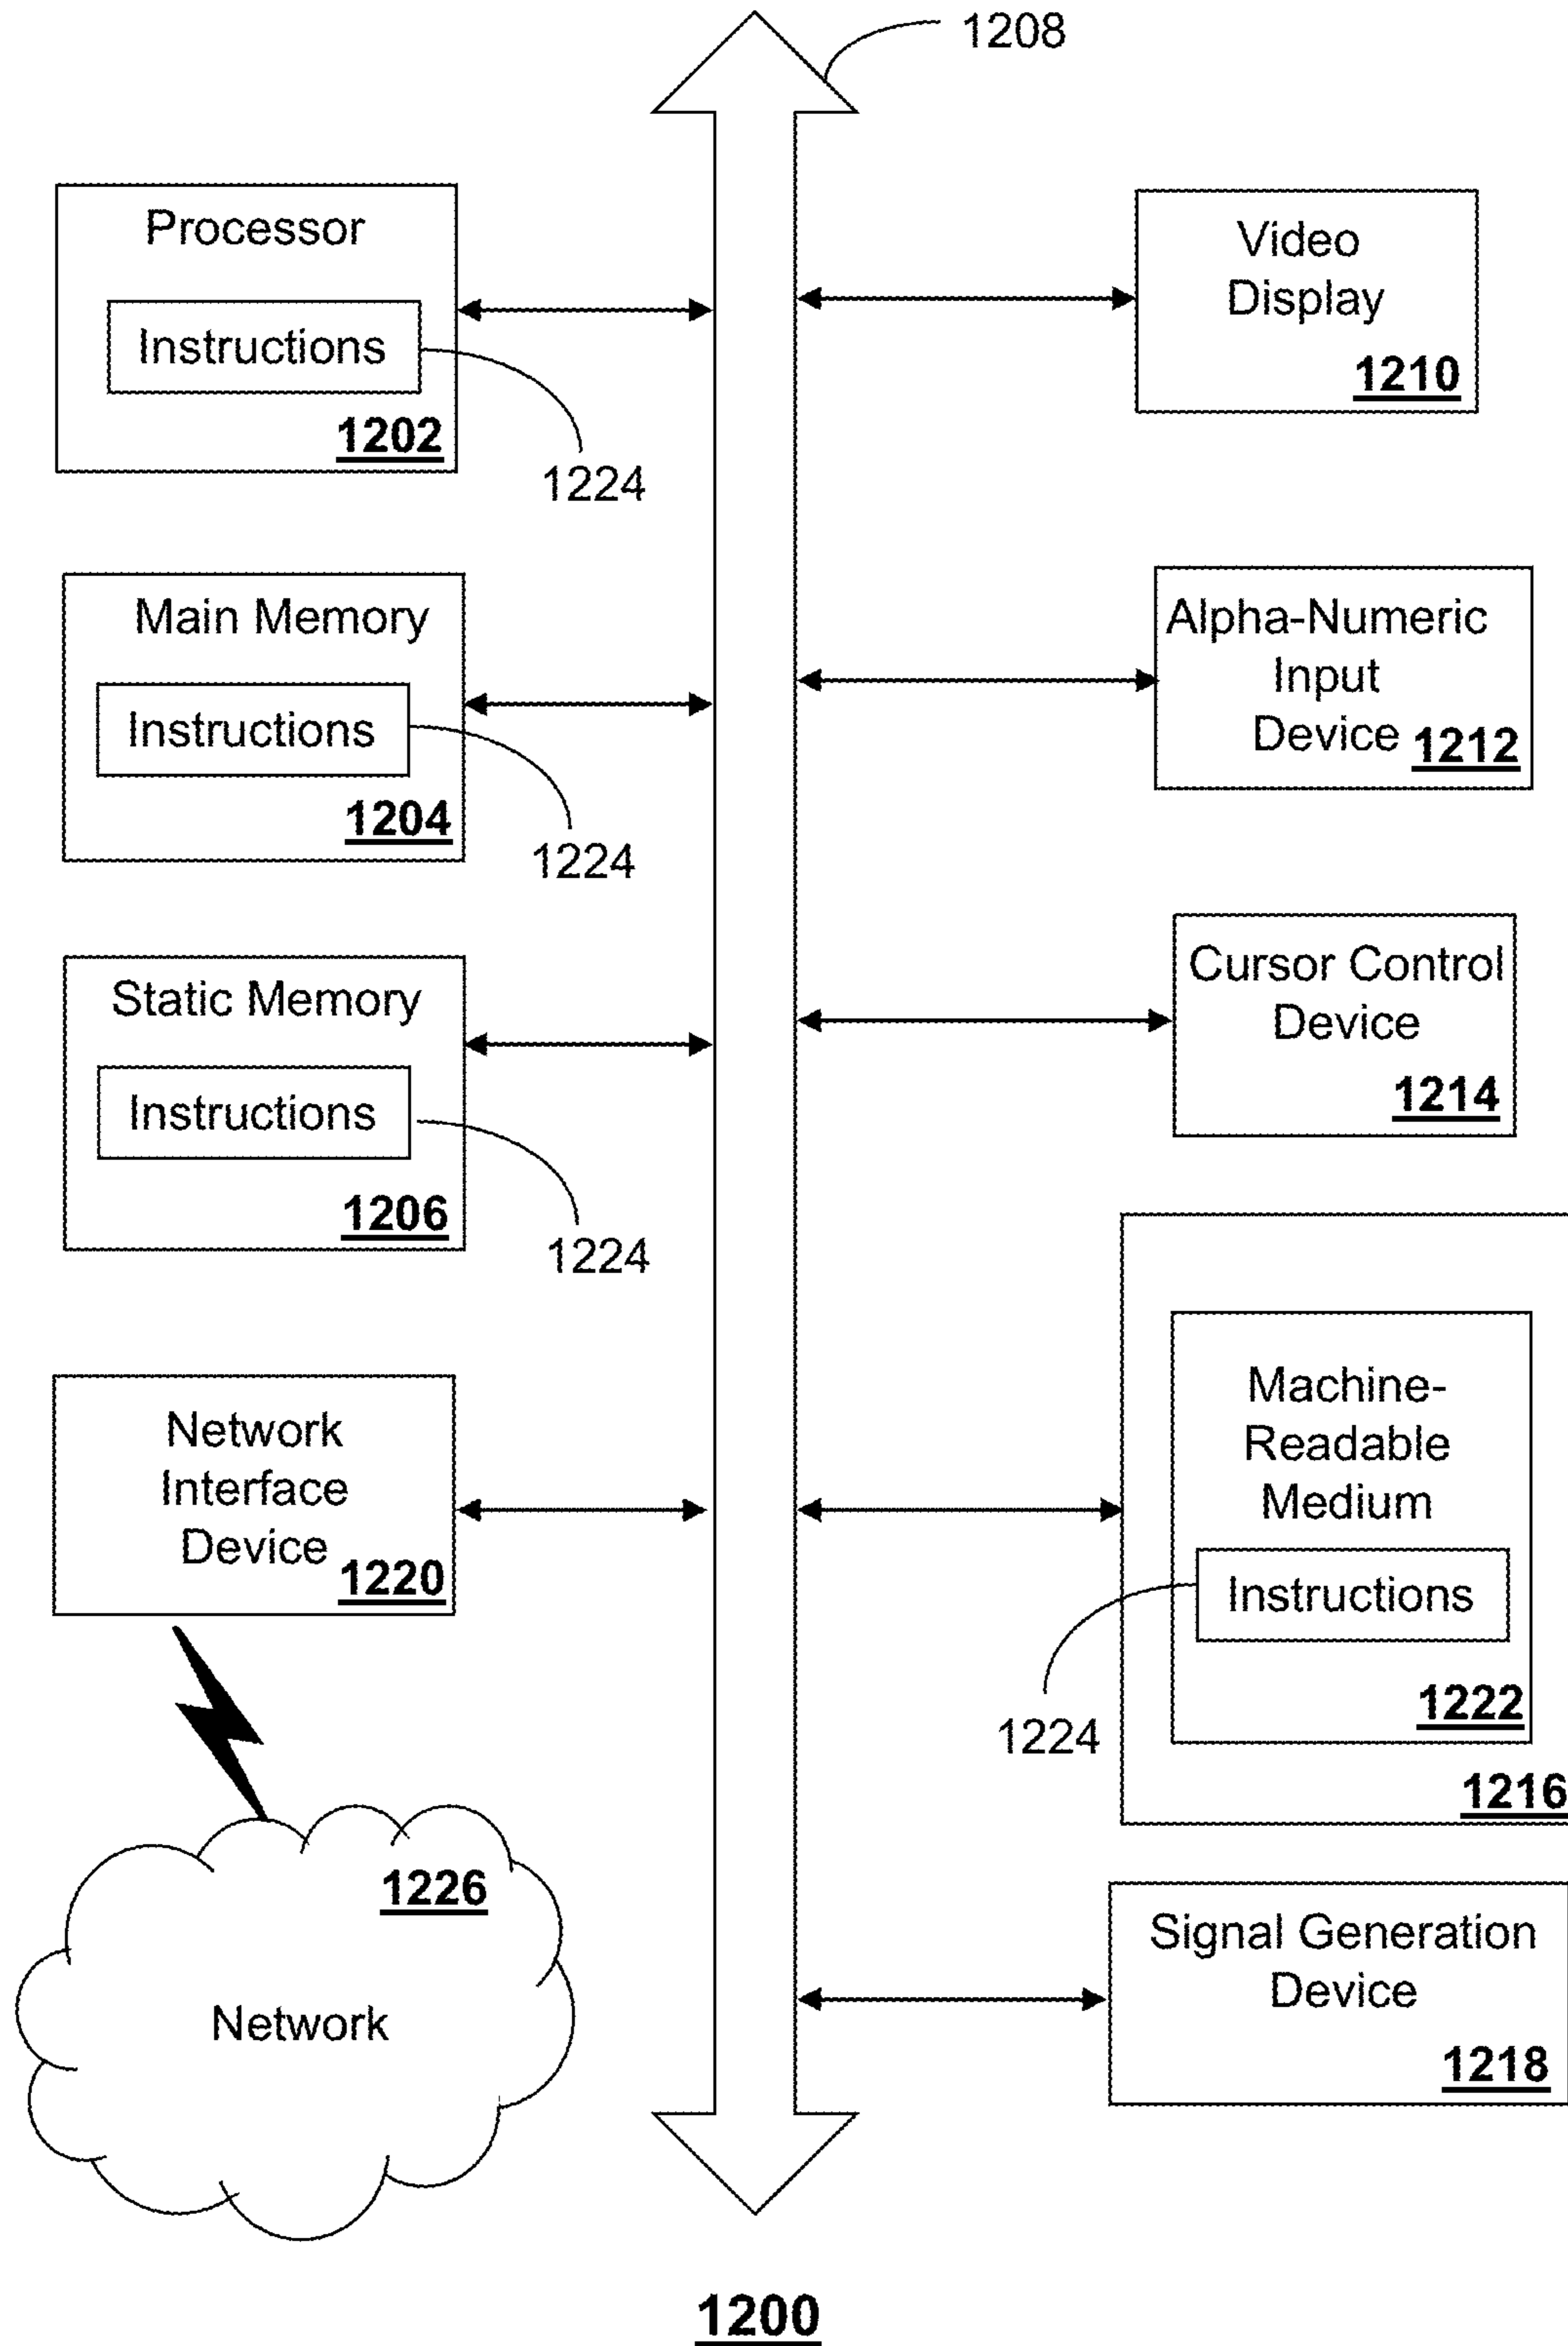 1208
Processor
Instructions
1202
1224
Main Memory
Instructions
1204
1224
Static Memory
Instructions
1206
1224
Network
Interface
Device
1220
1226
Network
Video
Display
1210
Alpha-Numeric
Input
Device 1212
Cursor Control
Device
1214
Machine-
Readable
Medium
Instructions
1224
1222
1216
Signal Generation
Device
1218
1200